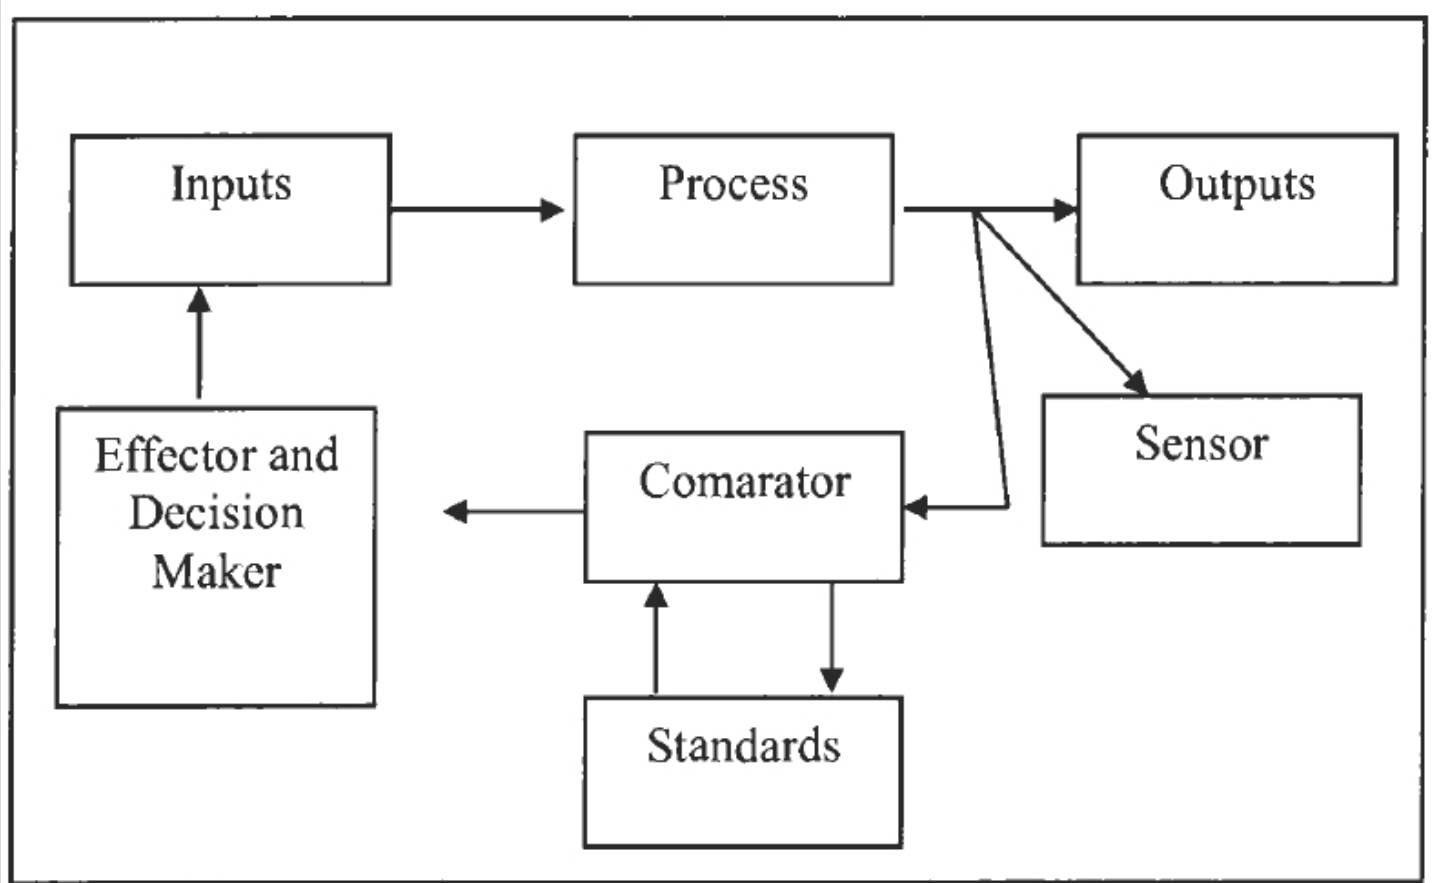 Inputs
Process
Outputs
Effector and
Decision
Maker
Comarator
Sensor
Standards